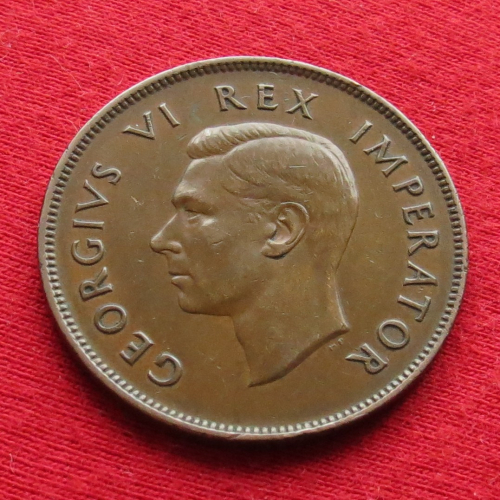 GEORGIVS VI REX IMPERATOR